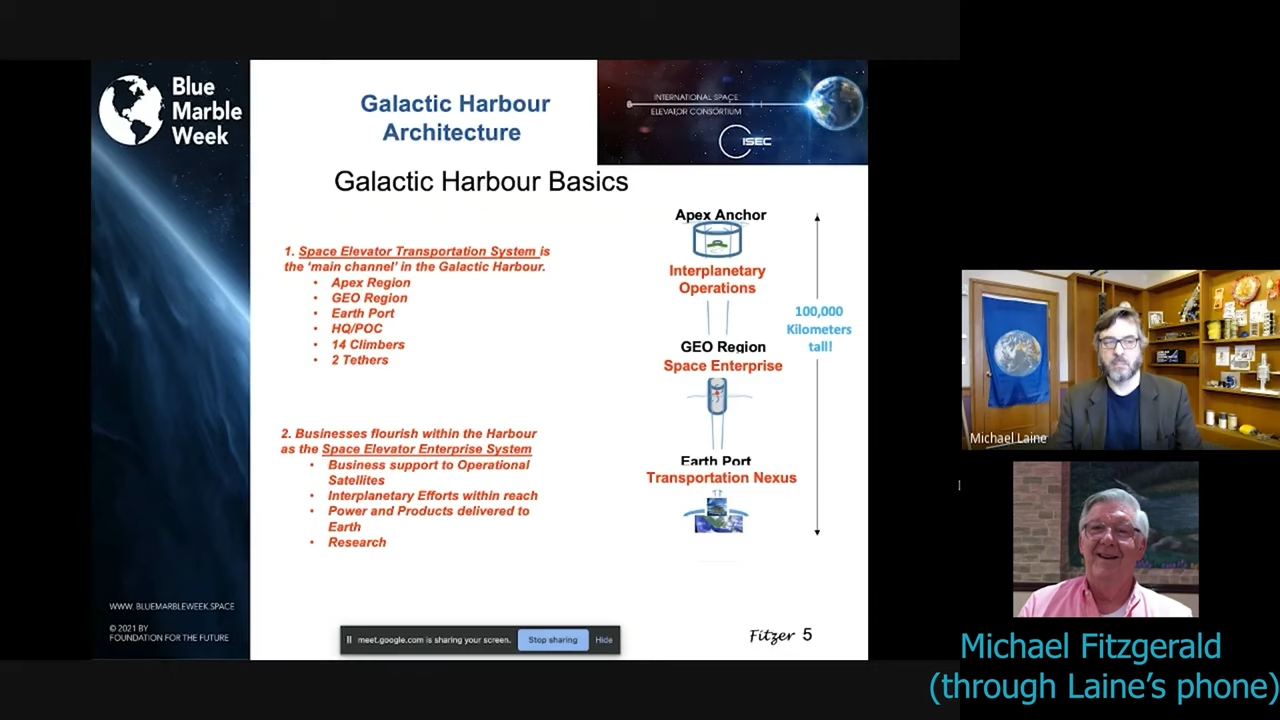 Blue
Marble
Week
Galactic Harbour
Architecture
INTERNATIONAL SPACE
ELEVATOR CONSORTIUM
ISEC
Galactic Harbour Basics
1. Space Elevator Transportation System is
the 'main channel' in the Galactic Harbour.
• Apex Region
• GEO Region
• Earth Port
• HQ/POC
• 14 Climbers
• 2 Tethers
2. Businesses flourish within the Harbour
as the Space Elevator Enterprise System
• Business support to Operational
Satellites
• Interplanetary Efforts within reach
• Power and Products delivered to
Earth
• Research
Apex Anchor
Interplanetary
Operations
GEO Region
Space Enterprise
Earth Port
Transportation Nexus
100,000
Kilometers
tall!
WWW. BLUEMARBLEWEEK.SPACE
© 2021 BY
FOUNDATION FOR THE FUTURE
meet.google.com is sharing your screen.
Stop sharing
Hide
Fitzer 5
Michael Laine
Michael Fitzgerald
(through Laine's phone)